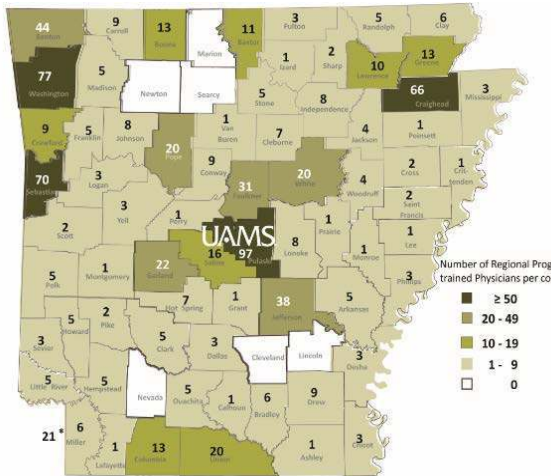 44
Benton
9
Carroll
13
Boone
Marion
11
Baxter
3
Fulton
5
Randolph
6
Clay
77
Washington
5
Madison
Newton
Searcy
1
Izard
2
Sharp
10
Lawrence
13
Greene
5
Stone
8
Independence
66
Craighead
3
Mississippi
9
Crawford
5
Franklin
8
Johnson
20
Pope
1
Van
Buren
7
Cleburne
4
Jackson
1
Poinsett
70
Sebastian
3
Logan
9
Conway
31
Faulkner
20
White
4
Woodruff
2
Cross
1
Crit-
tenden
2
Scott
3
Yell
1
Perry
1
Prairie
2
Saint
Francis
UAMS
16
Saline
97
Pulaski
8
Lonoke
1
Monroe
1
Lee
5
Polk
1
Montgomery
22
Garland
7
Hot Spring
1
Grant
38
Jefferson
5
Arkansas
3
Phillips
3
Sevier
5
Howard
2
Pike
5
Clark
3
Dallas
Cleveland
Lincoln
3
Desha
5
Little River
5
Hempstead
Nevada
5
Ouachita
1
Calhoun
6
Bradley
9
Drew
21 *
6
Miller
1
Lafayette
13
Columbia
20
Union
1
Ashley
3
Chicot
Number of Regional Prog
trained Physicians per co
≥ 50
20 - 49
10 - 19
1 - 9
0